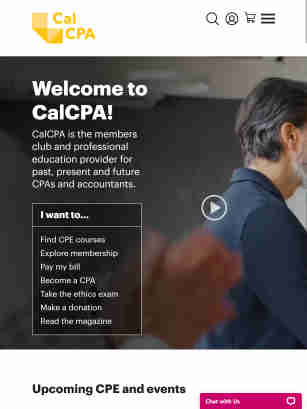 Cal
CPA
Welcome to
CalCPA!
CalCPA is the members
club and professional
education provider for
past, present and future
CPAs and accountants.
I want to...
Find CPE courses
Explore membership
Pay my bill
Become a CPA
Take the ethics exam
Make a donation
Read the magazine
Upcoming CPE and events
Chat with Us